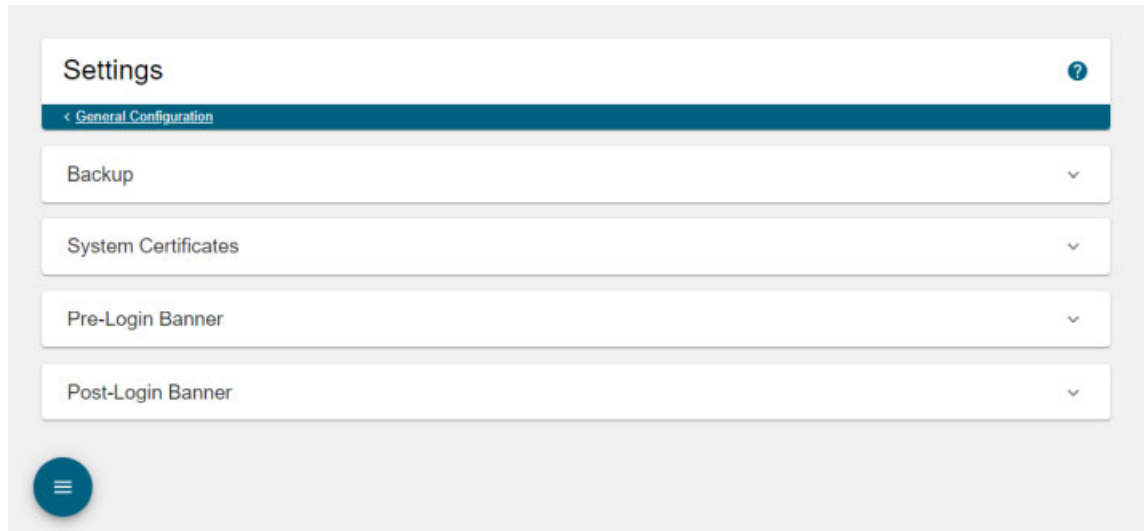 Settings
?
< General Configuration
Backup
System Certificates
Pre-Login Banner
Post-Login Banner